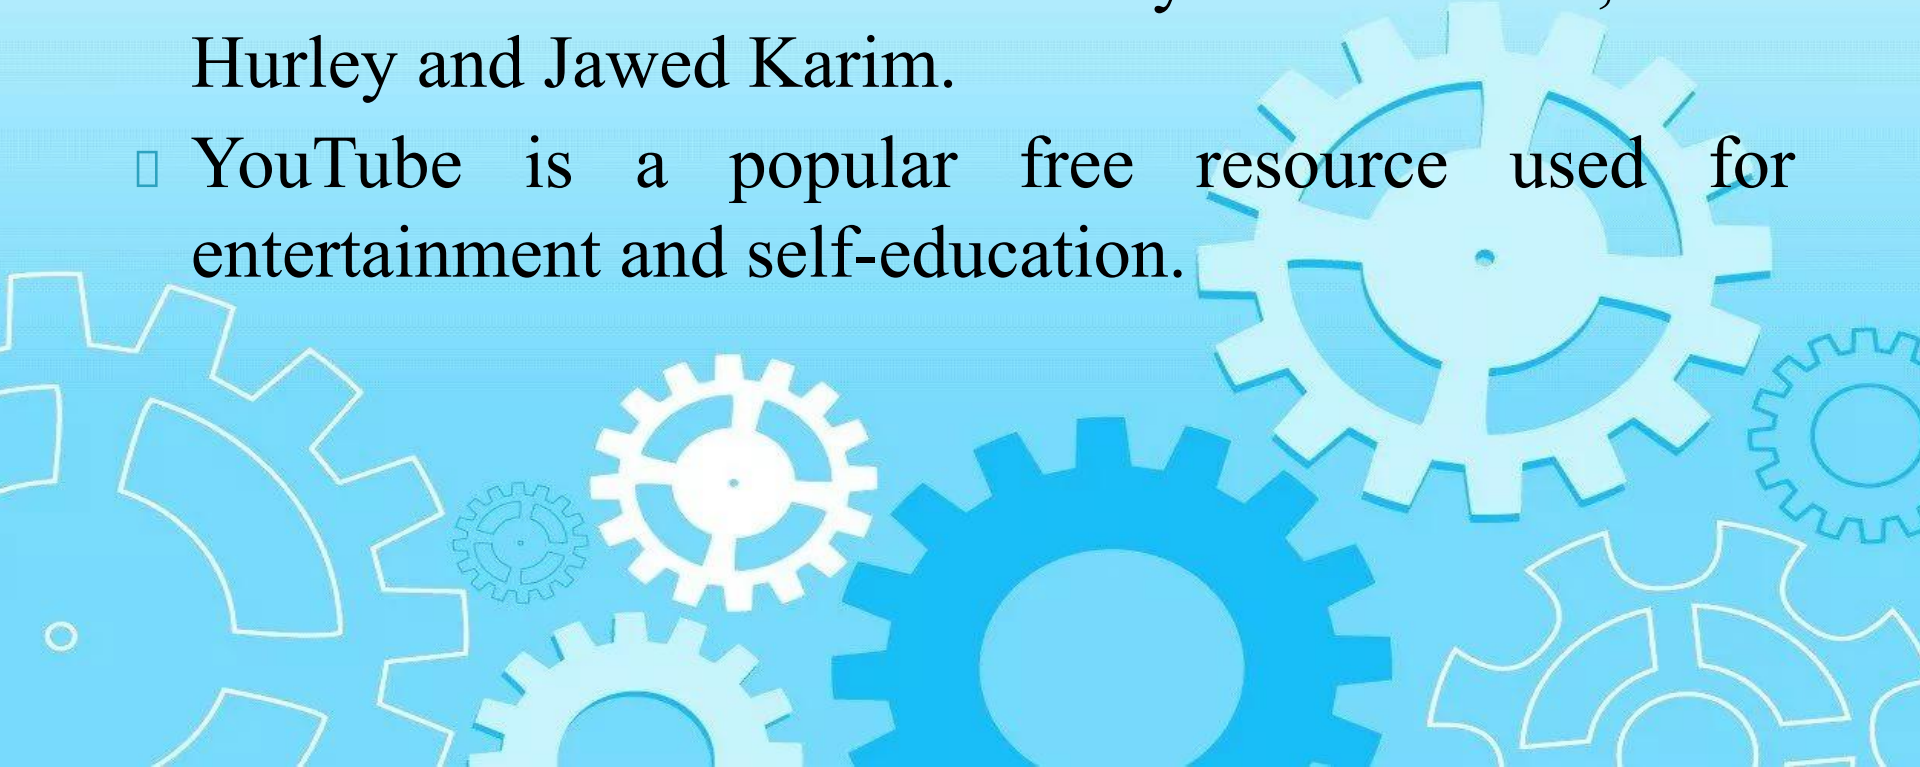 Hurley and Jawed Karim.
YouTube is a popular free resource used for
entertainment and self-education.